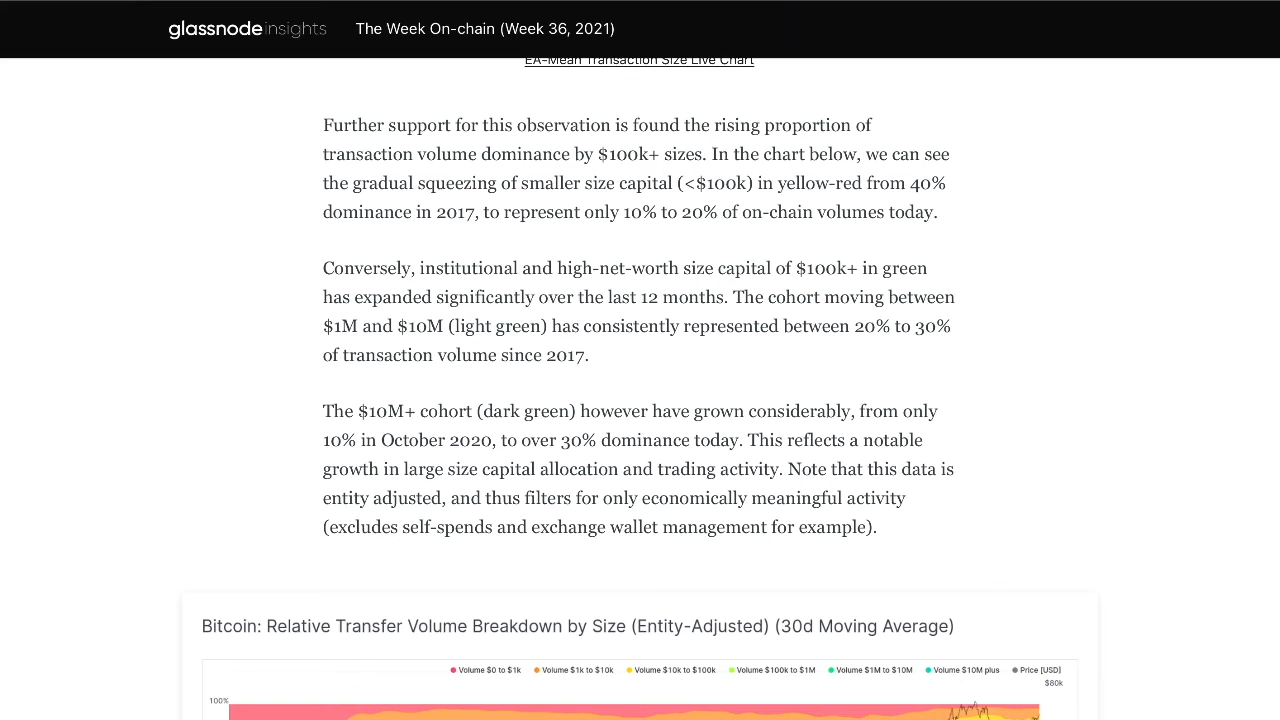 glassnode insights The Week On-chain (Week 36, 2021)
EA-Mean Transaction Size Live Chart
Further support for this observation is found the rising proportion of
transaction volume dominance by $100k+ sizes. In the chart below, we can see
the gradual squeezing of smaller size capital (<$100k) in yellow-red from 40%
dominance in 2017, to represent only 10% to 20% of on-chain volumes today.
Conversely, institutional and high-net-worth size capital of $100k+ in green
has expanded significantly over the last 12 months. The cohort moving between
$1M and $10M (light green) has consistently represented between 20% to 30%
of transaction volume since 2017.
The $10M+ cohort (dark green) however have grown considerably, from only
10% in October 2020, to over 30% dominance today. This reflects a notable
growth in large size capital allocation and trading activity. Note that this data is
entity adjusted, and thus filters for only economically meaningful activity
(excludes self-spends and exchange wallet management for example).
Bitcoin: Relative Transfer Volume Breakdown by Size (Entity-Adjusted) (30d Moving Average)
Volume $0 to $1k Volume $1k to $10k Volume $10k to $100k Volume $100k to $1M Volume $1M to $10M Volume $10M plus Price [USD]
$80k
100%